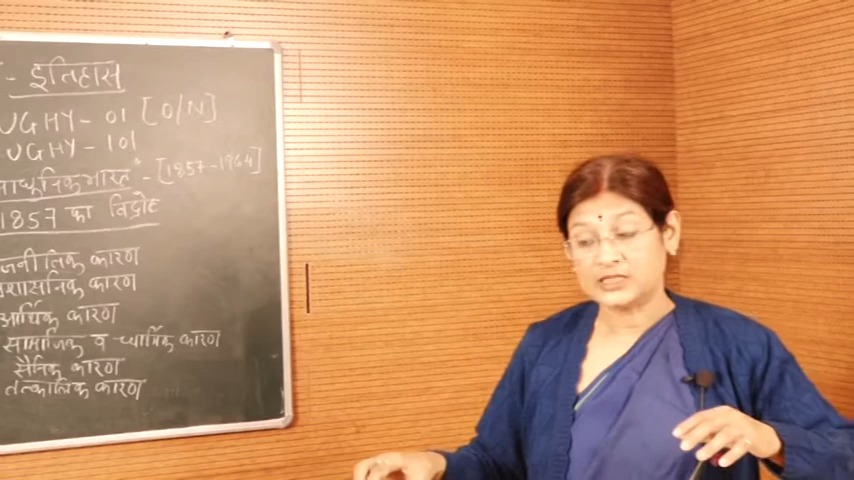 - इतिहास
UGHY - 01 [O/N]
UGHY - 101
आधुनिक भारत - [1857-1964]
1857 का विद्रोह
राजनीतिक कारण
प्रशासनिक कारण
आर्थिक कारण
सामाजिक व धार्मिक कारण
सैनिक कारण
तत्कालिक कारण